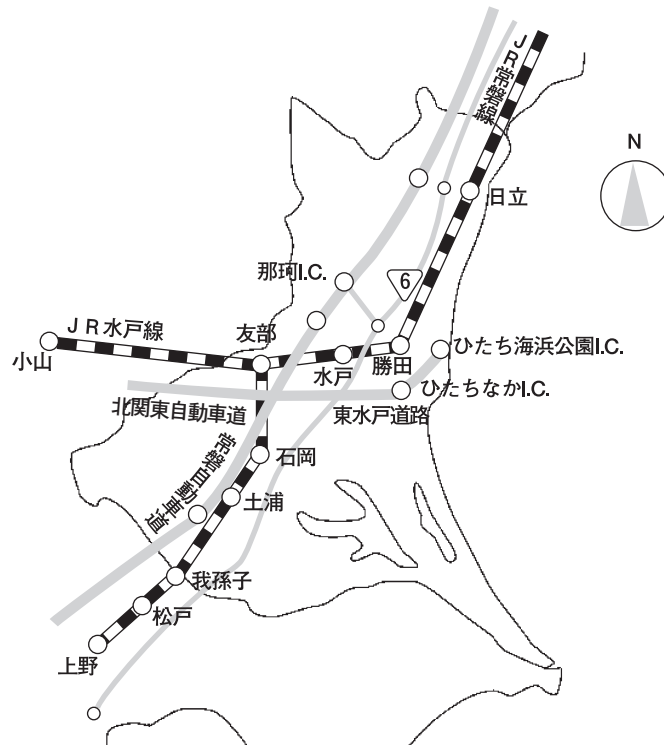 JR常磐線
N
日立
那珂I.C.
6
JR水戸線
友部
小山
水戸
勝田
ひたち海浜公園I.C.
ひたちなかI.C.
北関東自動車道
東水戸道路
石岡
常磐自動車道
土浦
我孫子
松戸
上野